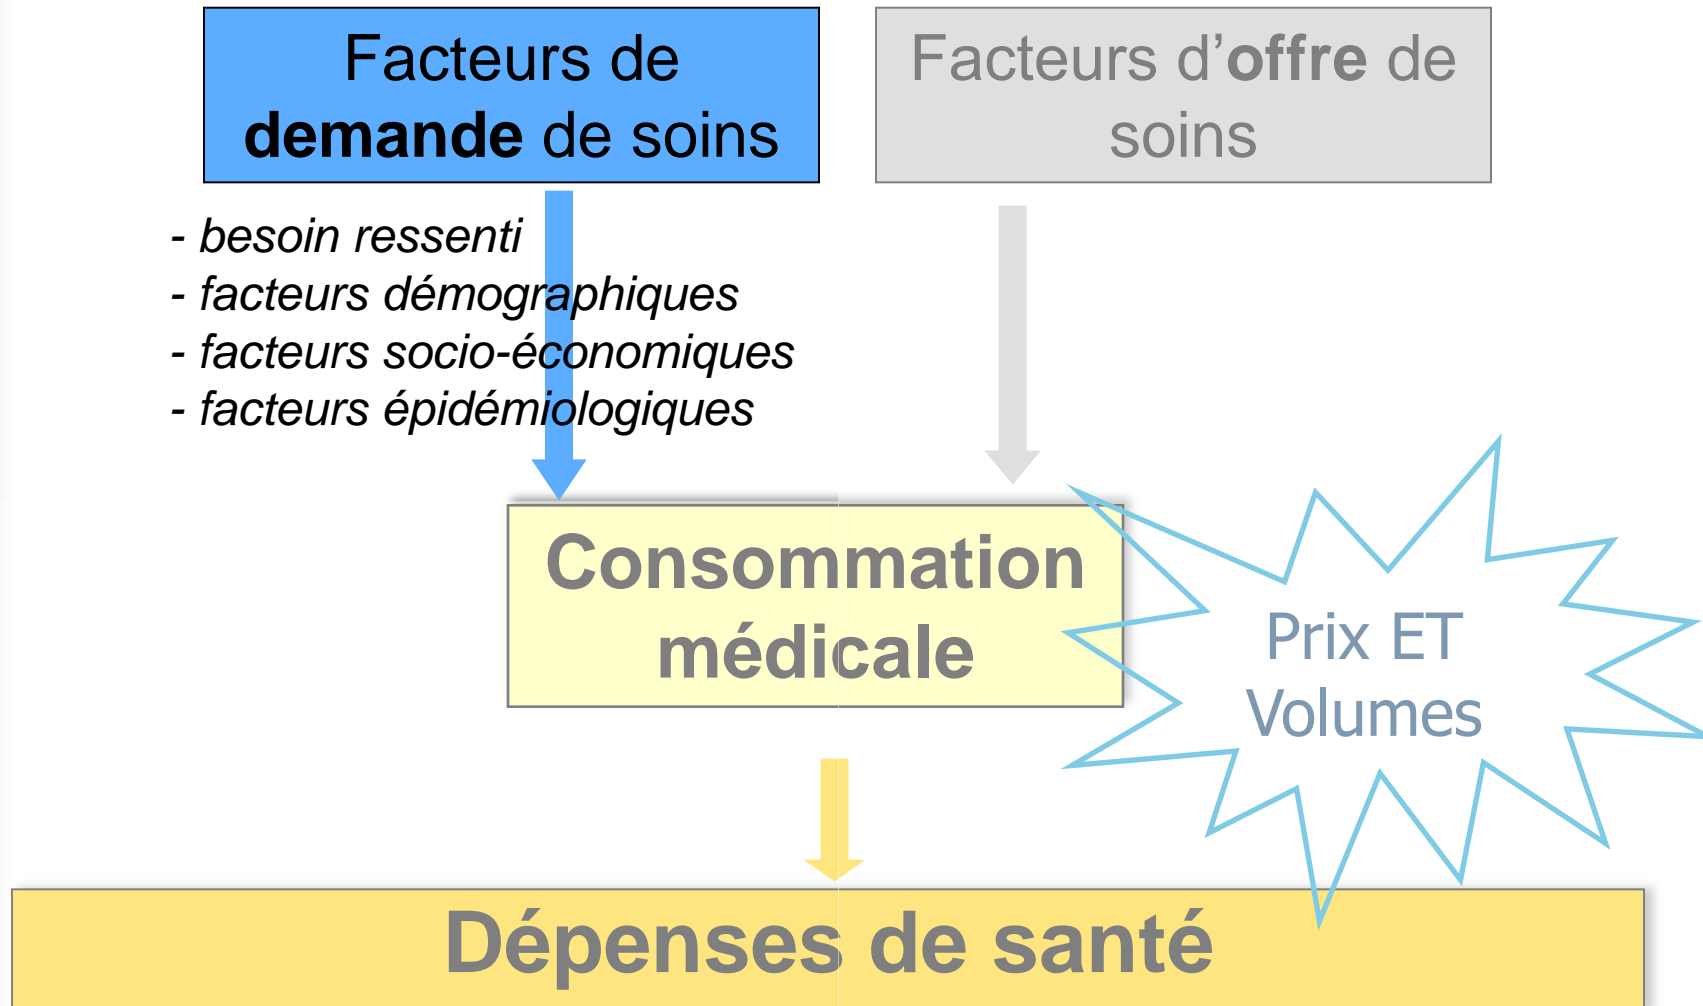 Facteurs de
demande de soins
Facteurs d’offre de
soins
- besoin ressenti
- facteurs démographiques
- facteurs socio-économiques
- facteurs épidémiologiques
Consommation
médicale
Prix ET
Volumes
Dépenses de santé